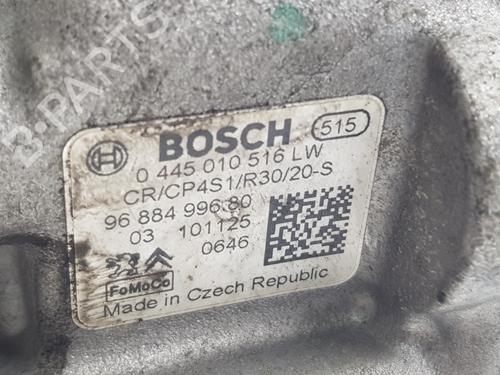 B-PARTS
BOSCH 515
0 445 010 516 LW
CR/CP4S1/R30/20-S
96 884 996 80
03 101125
0646
FoMoCo
Made in Czech Republic